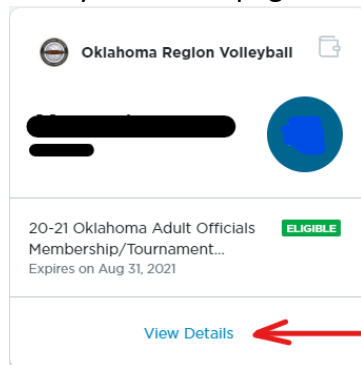 Oklahoma Region Volleyball
20-21 Oklahoma Adult Officials
ELIGIBLE
Membership/Tournament...
Expires on Aug 31, 2021
View Details